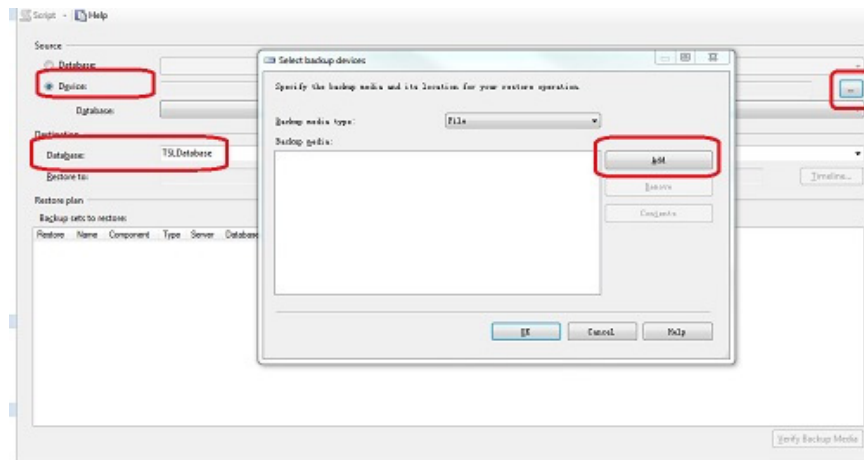 Script Help
Source
Database:
Device:
...
Database:
Destination
Database: TSLDatabase
Restore to: Timeline...
Restore plan
Backup sets to restore:
Restore Name Component Type Server Database
Verify Backup Media
Select backup devices
Specify the backup media and its location for your restore operation.
Backup media type: File
Backup media:
Add
Remove
Contents
OK Cancel Help